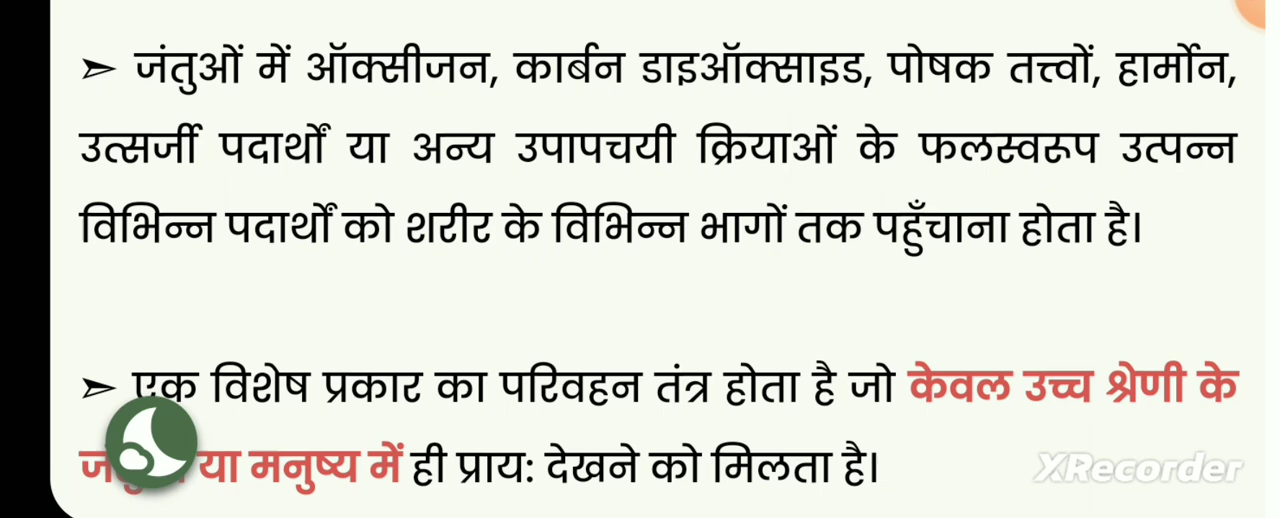 ➢ जंतुओं में ऑक्सीजन, कार्बन डाइऑक्साइड, पोषक तत्त्वों, हार्मोन,
उत्सर्जी पदार्थों या अन्य उपापचयी क्रियाओं के फलस्वरूप उत्पन्न
विभिन्न पदार्थों को शरीर के विभिन्न भागों तक पहुँचाना होता है।
➢ एक विशेष प्रकार का परिवहन तंत्र होता है जो केवल उच्च श्रेणी के
या मनुष्य में ही प्राय: देखने को मिलता है।
XRecorder